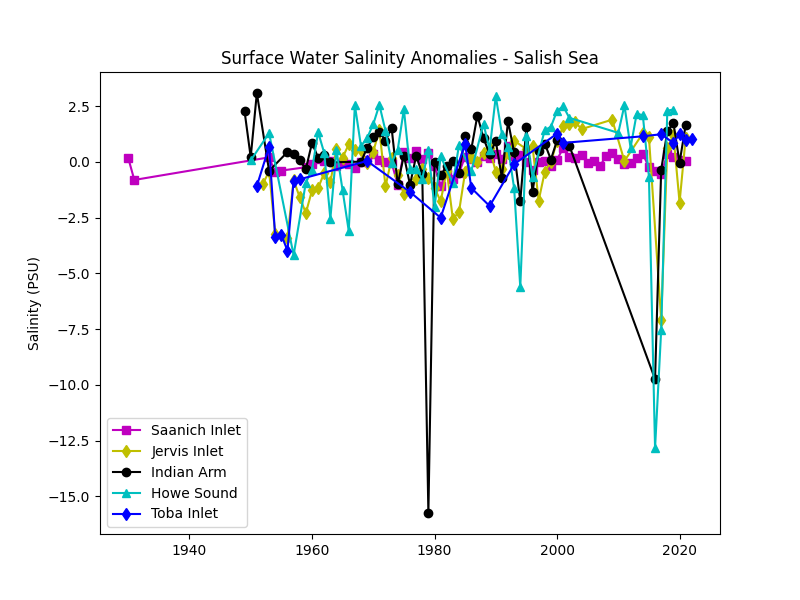 Surface Water Salinity Anomalies - Salish Sea
Salinity (PSU)
2.5
0.0
−2.5
−5.0
−7.5
−10.0
−12.5
−15.0
Saanich Inlet
Jervis Inlet
Indian Arm
Howe Sound
Toba Inlet
1940 1960 1980 2000 2020